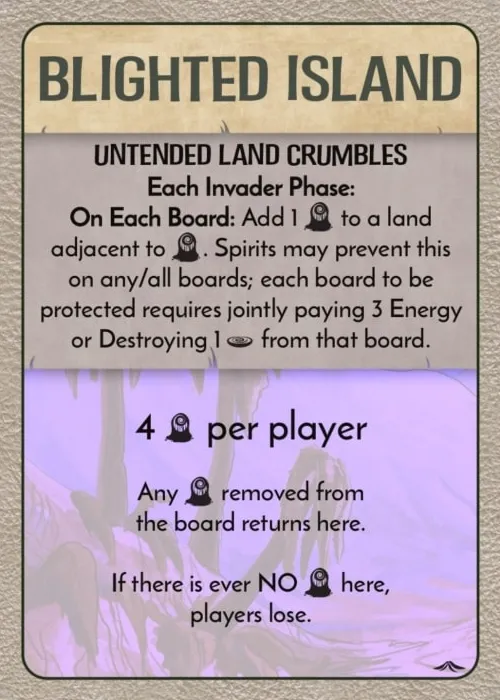 BLIGHTED ISLAND
UNTENDED LAND CRUMBLES
Each Invader Phase:
On Each Board: Add 1 to a land
adjacent to . Spirits may prevent this
on any/all boards; each board to be
protected requires jointly paying 3 Energy
or Destroying 1 from that board.
4 per player
Any removed from
the board returns here.
If there is ever NO here,
players lose.